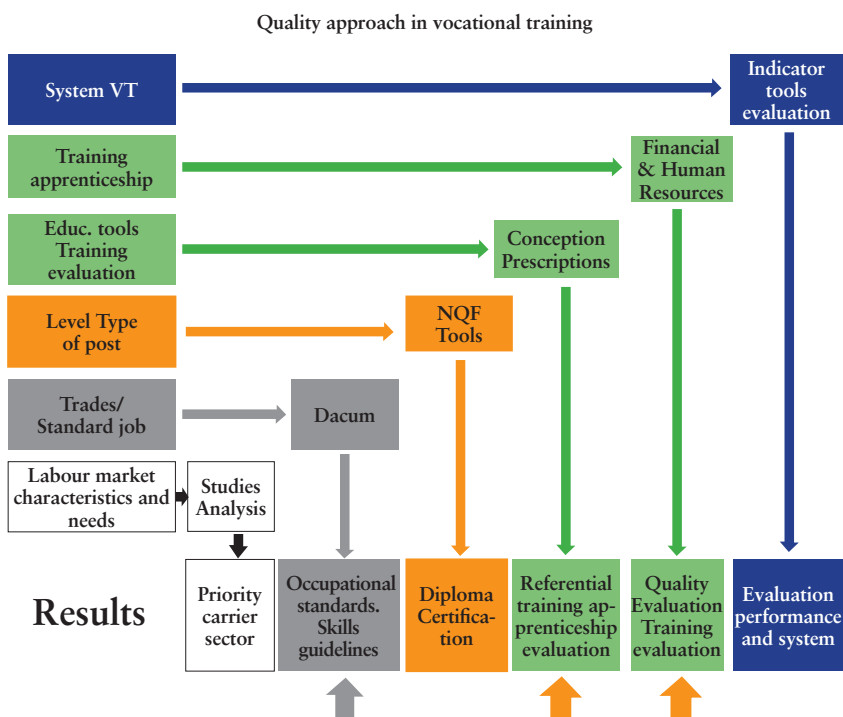 Quality approach in vocational training
System VT
Indicator
tools
evaluation
Training
apprenticeship
Financial
& Human
Resources
Educ. tools
Training
evaluation
Conception
Prescriptions
Level Type
of post
NQF
Tools
Trades/
Standard job
Dacum
Labour market
characteristics and
needs
Studies
Analysis
Results
Priority
carrier
sector
Occupational
standards.
Skills
guidelines
Diploma
Certifica-
tion
Referential
training ap-
prenticeship
evaluation
Quality
Evaluation
Training
evaluation
Evaluation
performance
and system